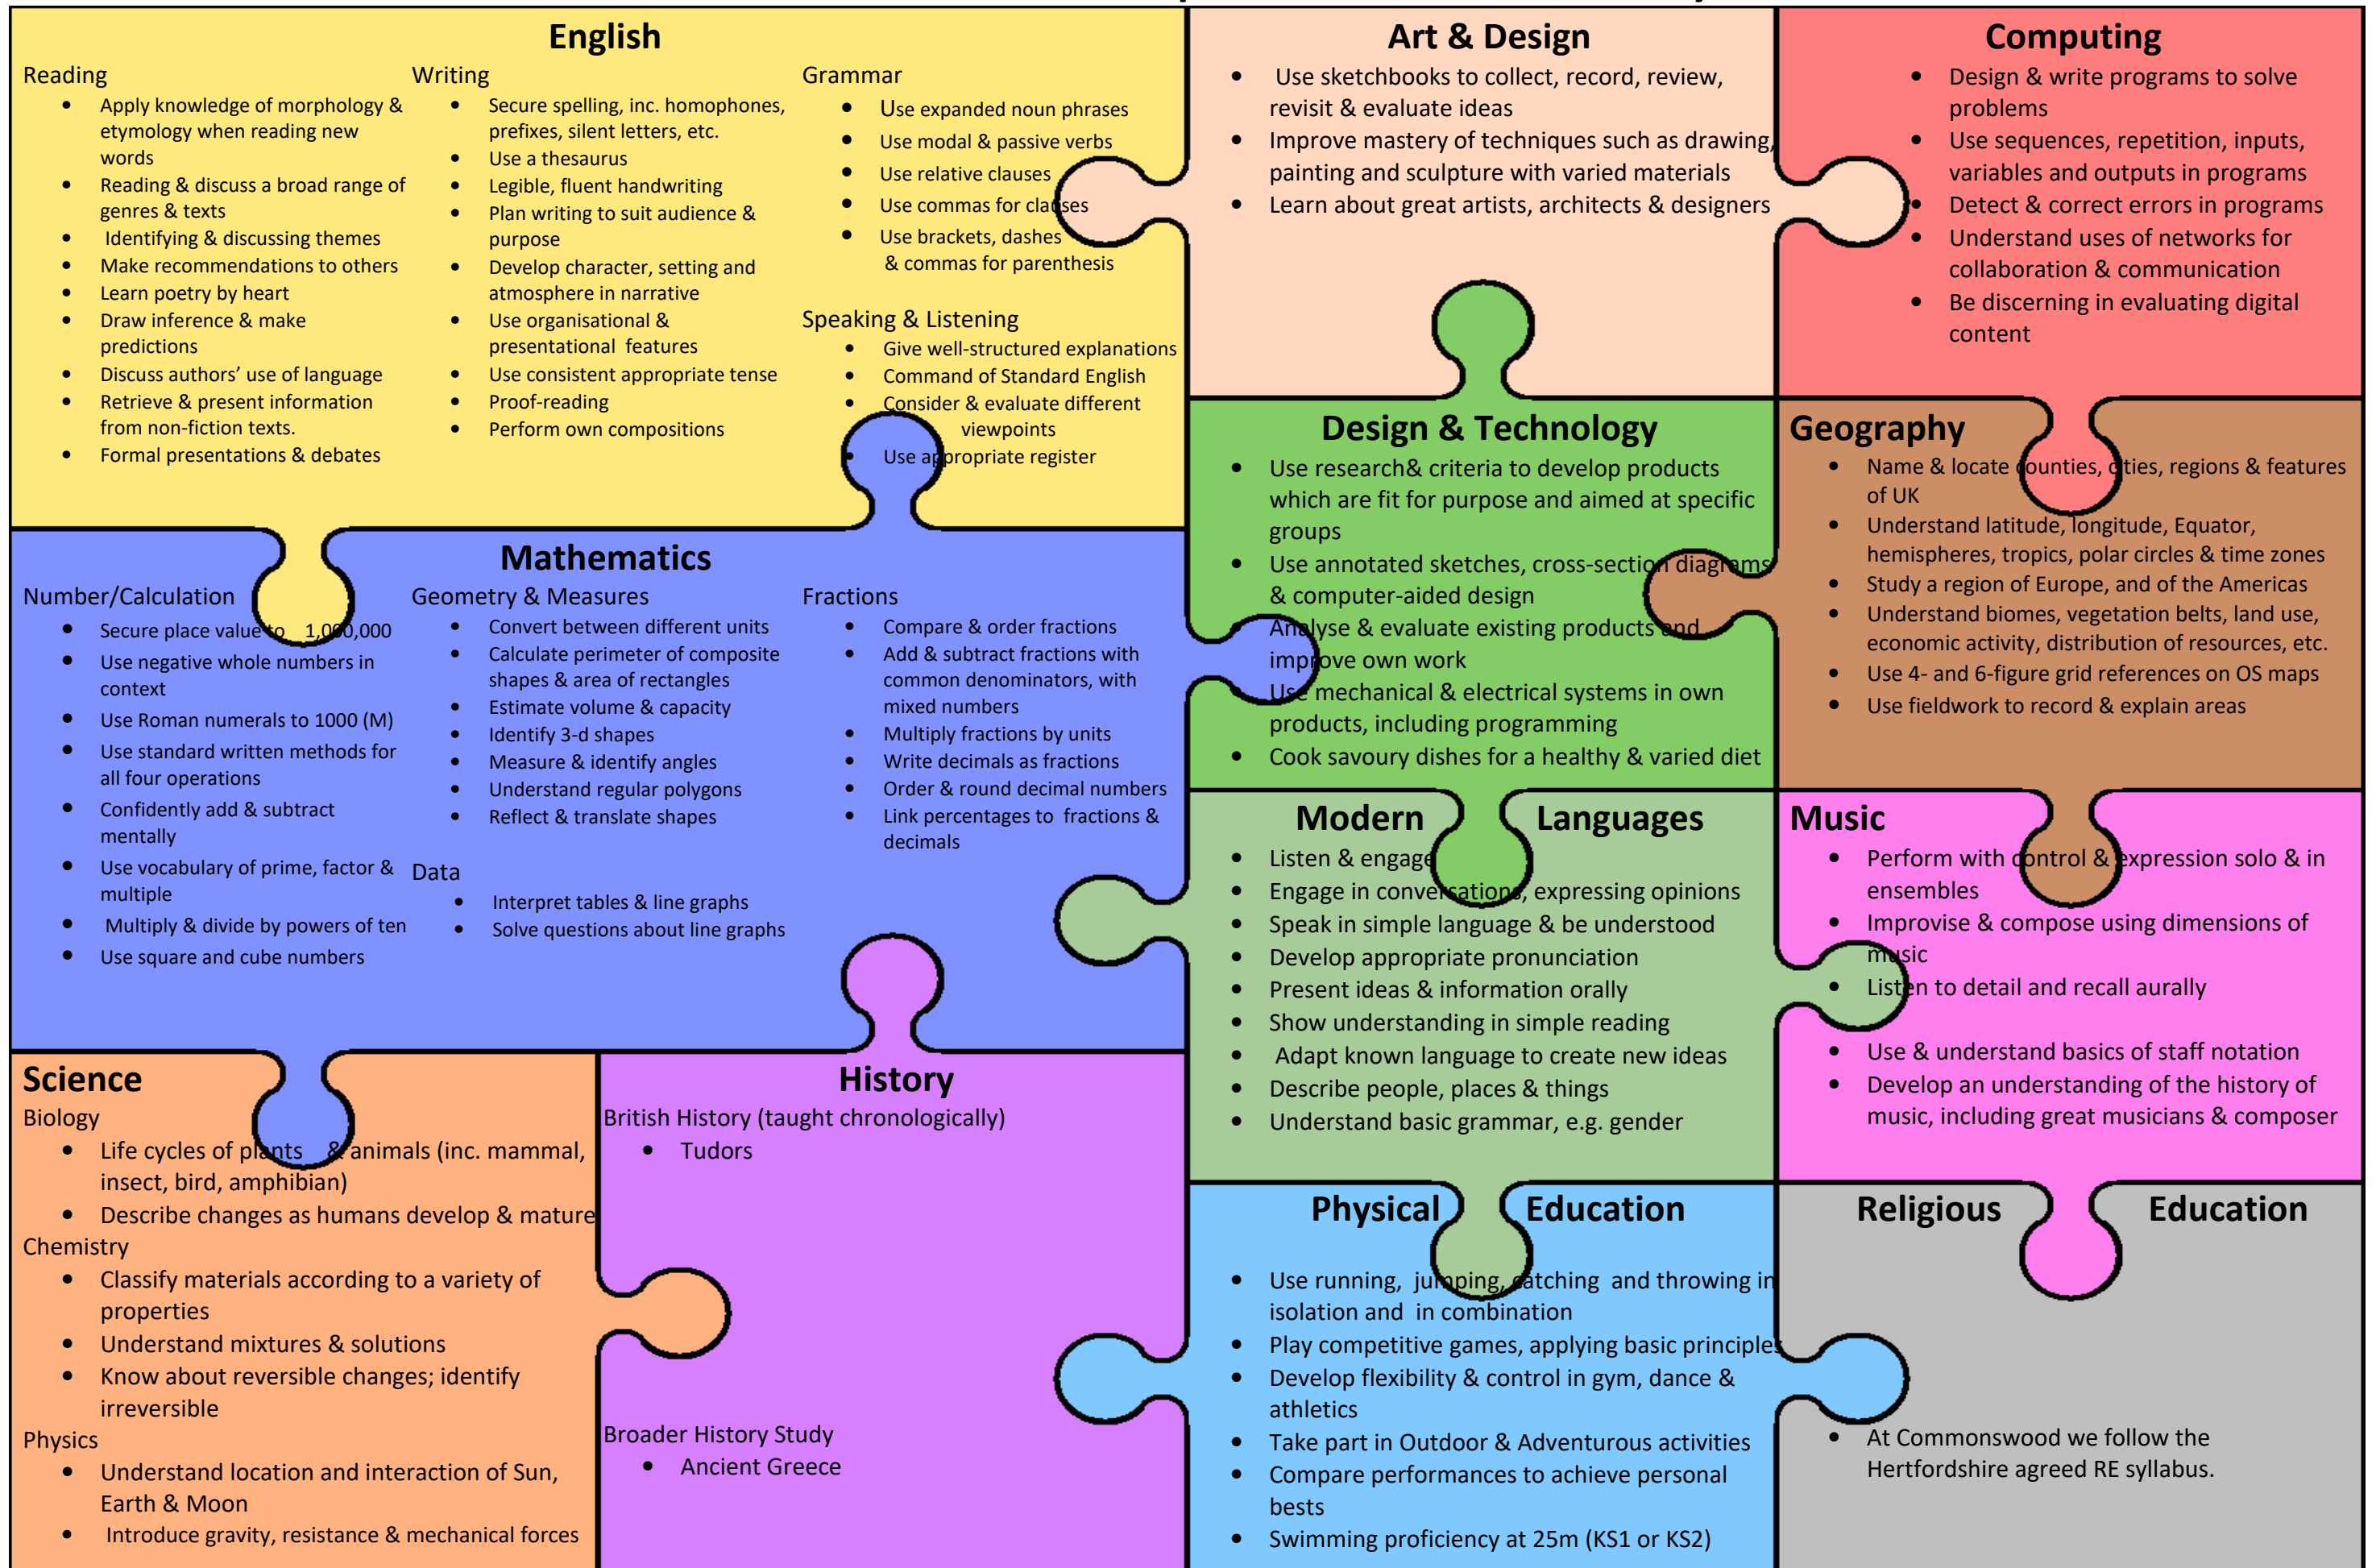 English
Reading
• Apply knowledge of morphology &
etymology when reading new
words
• Reading & discuss a broad range of
genres & texts
• Identifying & discussing themes
• Make recommendations to others
• Learn poetry by heart
• Draw inference & make
predictions
• Discuss authors’ use of language
• Retrieve & present information
from non-fiction texts.
• Formal presentations & debates
Writing
• Secure spelling, inc. homophones,
prefixes, silent letters, etc.
• Use a thesaurus
• Legible, fluent handwriting
• Plan writing to suit audience &
purpose
• Develop character, setting and
atmosphere in narrative
• Use organisational &
presentational features
• Use consistent appropriate tense
• Proof-reading
• Perform own compositions
Grammar
• Use expanded noun phrases
• Use modal & passive verbs
• Use relative clauses
• Use commas for clauses
• Use brackets, dashes
& commas for parenthesis
Speaking & Listening
• Give well-structured explanations
• Command of Standard English
• Consider & evaluate different
viewpoints
• Use appropriate register
Art & Design
• Use sketchbooks to collect, record, review,
revisit & evaluate ideas
• Improve mastery of techniques such as drawing,
painting and sculpture with varied materials
• Learn about great artists, architects & designers
Computing
• Design & write programs to solve
problems
• Use sequences, repetition, inputs,
variables and outputs in programs
• Detect & correct errors in programs
• Understand uses of networks for
collaboration & communication
• Be discerning in evaluating digital
content
Design & Technology
• Use research& criteria to develop products
which are fit for purpose and aimed at specific
groups
• Use annotated sketches, cross-section diagrams
& computer-aided design
• Analyse & evaluate existing products and
improve own work
• Use mechanical & electrical systems in own
products, including programming
• Cook savoury dishes for a healthy & varied diet
Geography
• Name & locate counties, cities, regions & features
of UK
• Understand latitude, longitude, Equator,
hemispheres, tropics, polar circles & time zones
• Study a region of Europe, and of the Americas
• Understand biomes, vegetation belts, land use,
economic activity, distribution of resources, etc.
• Use 4- and 6-figure grid references on OS maps
• Use fieldwork to record & explain areas
Mathematics
Number/Calculation
• Secure place value to 1,000,000
• Use negative whole numbers in
context
• Use Roman numerals to 1000 (M)
• Use standard written methods for
all four operations
• Confidently add & subtract
mentally
• Use vocabulary of prime, factor &
multiple
• Multiply & divide by powers of ten
• Use square and cube numbers
Geometry & Measures
• Convert between different units
• Calculate perimeter of composite
shapes & area of rectangles
• Estimate volume & capacity
• Identify 3-d shapes
• Measure & identify angles
• Understand regular polygons
• Reflect & translate shapes
Data
• Interpret tables & line graphs
• Solve questions about line graphs
Fractions
• Compare & order fractions
• Add & subtract fractions with
common denominators, with
mixed numbers
• Multiply fractions by units
• Write decimals as fractions
• Order & round decimal numbers
• Link percentages to fractions &
decimals
Modern Languages
• Listen & engage
• Engage in conversations, expressing opinions
• Speak in simple language & be understood
• Develop appropriate pronunciation
• Present ideas & information orally
• Show understanding in simple reading
• Adapt known language to create new ideas
• Describe people, places & things
• Understand basic grammar, e.g. gender
Music
• Perform with control & expression solo & in
ensembles
• Improvise & compose using dimensions of
music
• Listen to detail and recall aurally
• Use & understand basics of staff notation
• Develop an understanding of the history of
music, including great musicians & composer
Science
Biology
• Life cycles of plants & animals (inc. mammal,
insect, bird, amphibian)
• Describe changes as humans develop & mature
Chemistry
• Classify materials according to a variety of
properties
• Understand mixtures & solutions
• Know about reversible changes; identify
irreversible
Physics
• Understand location and interaction of Sun,
Earth & Moon
• Introduce gravity, resistance & mechanical forces
History
British History (taught chronologically)
• Tudors
Broader History Study
• Ancient Greece
Physical Education
• Use running, jumping, catching and throwing in
isolation and in combination
• Play competitive games, applying basic principles
• Develop flexibility & control in gym, dance &
athletics
• Take part in Outdoor & Adventurous activities
• Compare performances to achieve personal
bests
• Swimming proficiency at 25m (KS1 or KS2)
Religious Education
• At Commonswood we follow the
Hertfordshire agreed RE syllabus.